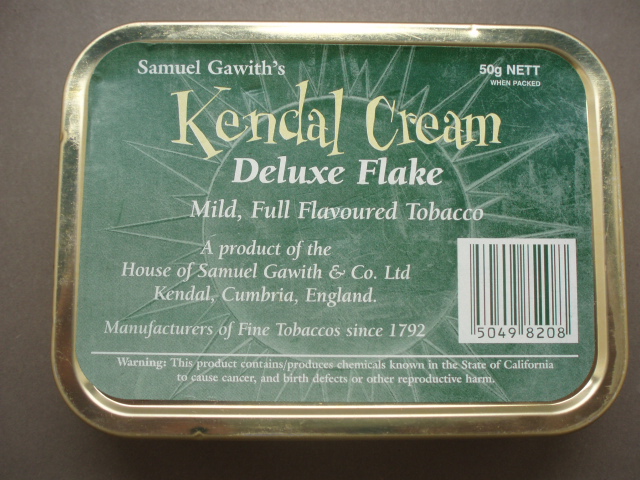 Samuel Gawith's
50g NETT
WHEN PACKED
Kendal Cream
Deluxe Flake
Mild, Full Flavoured Tobacco
A product of the
House of Samuel Gawith & Co. Ltd
Kendal, Cumbria, England.
Manufacturers of Fine Tobaccos since 1792
5049 8208
Warning: This product contains/produces chemicals known in the State of California
to cause cancer, and birth defects or other reproductive harm.